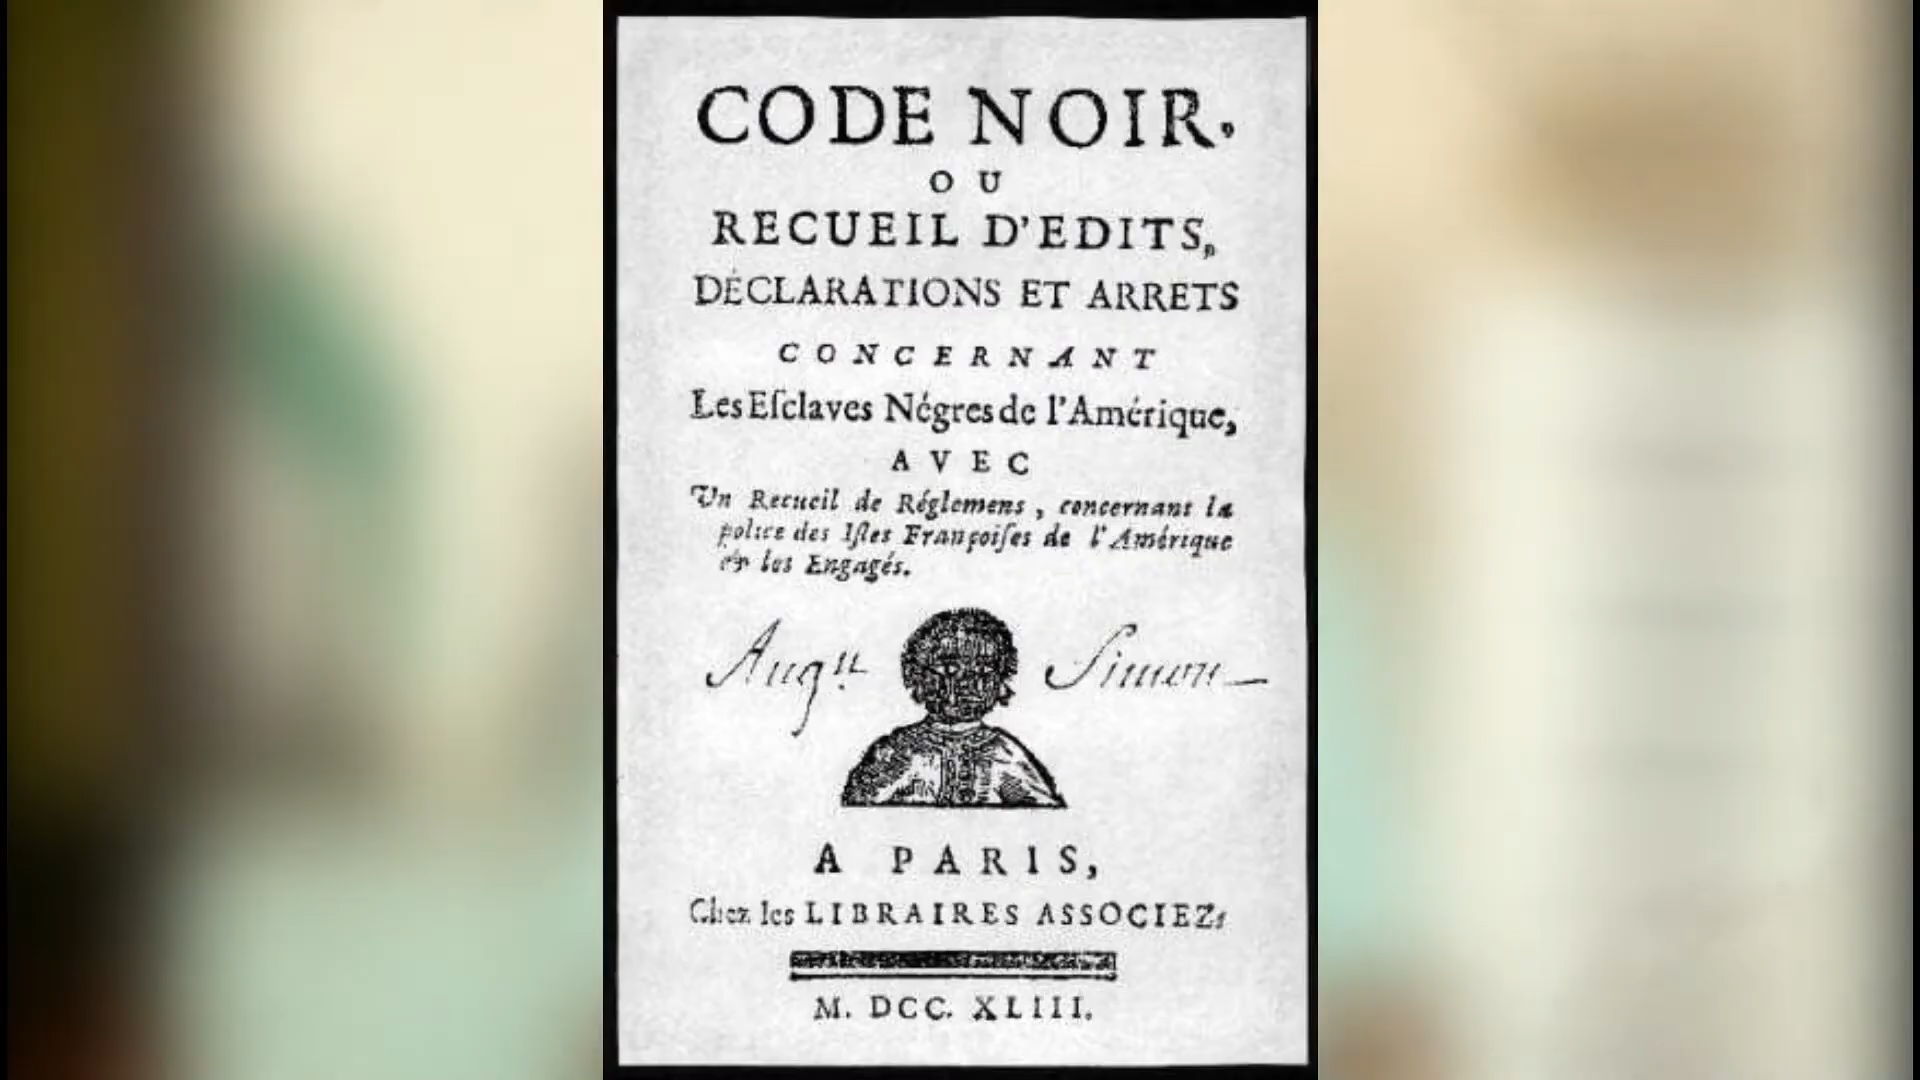 CODE NOIR,
OU
RECUEIL D'EDITS,
DÉCLARATIONS ET ARRETS
CONCERNANT
Les Eſclaves Négres de l'Amérique,
AVEC
Un Recueil de Réglemens, concernant la
police des Iſles Françoiſes de l'Amérique
& les Engagés.
Augn Simon
A PARIS,
Chez les LIBRAIRES ASSOCIEZ,
M. DCC. XLIII.